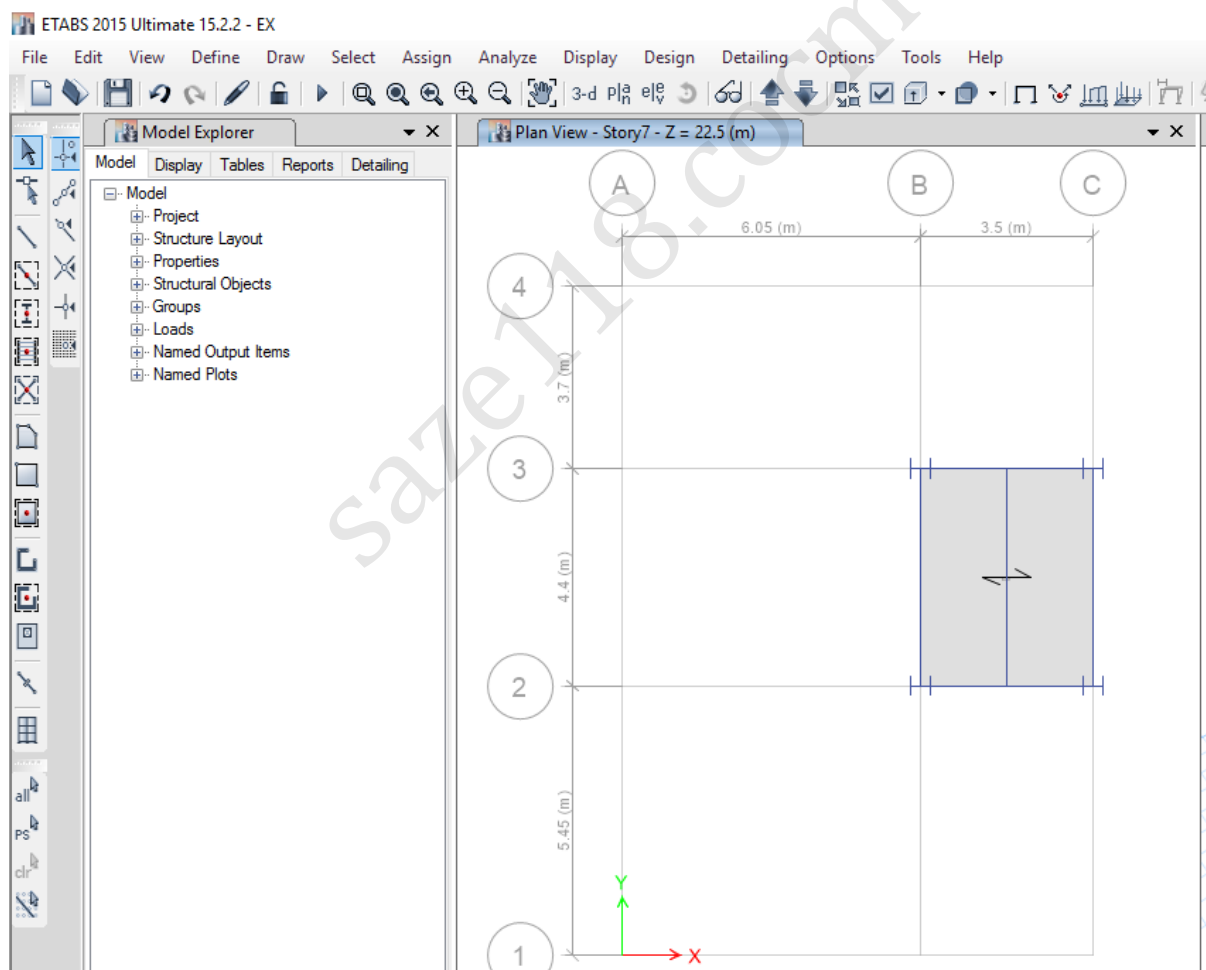 ETABS 2015 Ultimate 15.2.2 - EX
File Edit View Define Draw Select Assign Analyze Display Design Detailing Options Tools Help
3-d
Model Explorer
Plan View - Story7 - Z = 22.5 (m)
Model Display Tables Reports Detailing
Model
Project
Structure Layout
Properties
Structural Objects
Groups
Loads
Named Output Items
Named Plots
A B C
6.05 (m) 3.5 (m)
4
3.7 (m)
3
4.4 (m)
2
5.45 (m)
1
Y
X
all
PS
clr
saze118.cocm